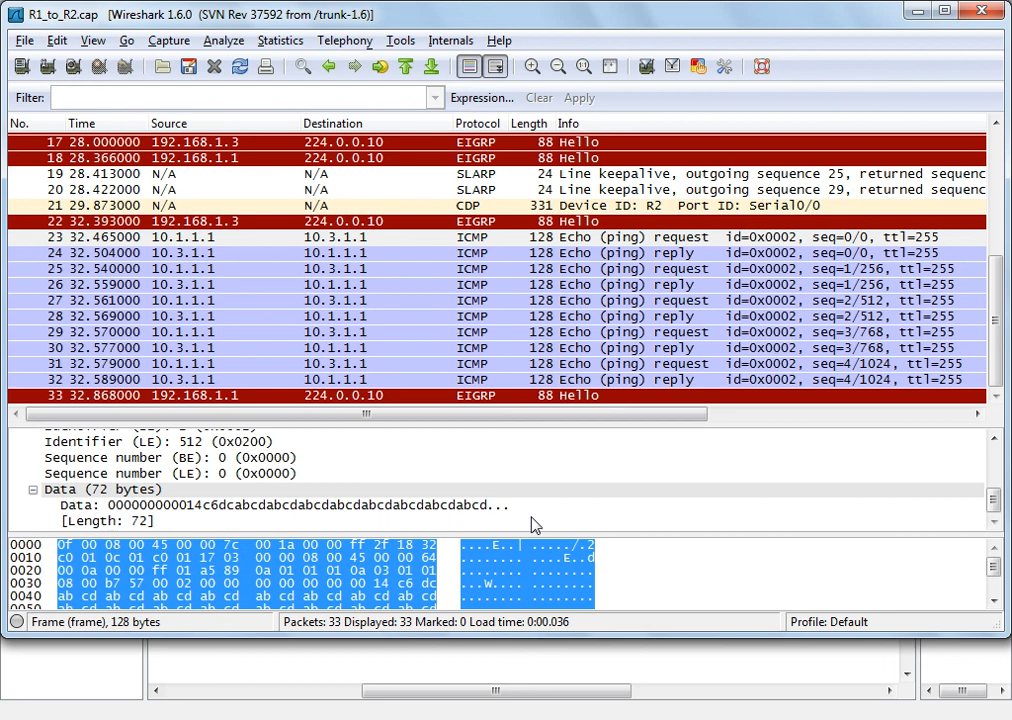 R1_to_R2.cap [Wireshark 1.6.0 (SVN Rev 37592 from /trunk-1.6)]
File Edit View Go Capture Analyze Statistics Telephony Tools Internals Help
Filter: Expression... Clear Apply
No. Time Source Destination Protocol Length Info
17 28.000000 192.168.1.3 224.0.0.10 EIGRP 88 Hello
18 28.366000 192.168.1.1 224.0.0.10 EIGRP 88 Hello
19 28.413000 N/A N/A SLARP 24 Line keepalive, outgoing sequence 25, returned sequenc
20 28.422000 N/A N/A SLARP 24 Line keepalive, outgoing sequence 29, returned sequenc
21 29.873000 N/A N/A CDP 331 Device ID: R2 Port ID: Serial0/0
22 32.393000 192.168.1.3 224.0.0.10 EIGRP 88 Hello
23 32.465000 10.1.1.1 10.3.1.1 ICMP 128 Echo (ping) request id=0x0002, seq=0/0, ttl=255
24 32.504000 10.3.1.1 10.1.1.1 ICMP 128 Echo (ping) reply id=0x0002, seq=0/0, ttl=255
25 32.540000 10.1.1.1 10.3.1.1 ICMP 128 Echo (ping) request id=0x0002, seq=1/256, ttl=255
26 32.559000 10.3.1.1 10.1.1.1 ICMP 128 Echo (ping) reply id=0x0002, seq=1/256, ttl=255
27 32.561000 10.1.1.1 10.3.1.1 ICMP 128 Echo (ping) request id=0x0002, seq=2/512, ttl=255
28 32.569000 10.3.1.1 10.1.1.1 ICMP 128 Echo (ping) reply id=0x0002, seq=2/512, ttl=255
29 32.570000 10.1.1.1 10.3.1.1 ICMP 128 Echo (ping) request id=0x0002, seq=3/768, ttl=255
30 32.577000 10.3.1.1 10.1.1.1 ICMP 128 Echo (ping) reply id=0x0002, seq=3/768, ttl=255
31 32.579000 10.1.1.1 10.3.1.1 ICMP 128 Echo (ping) request id=0x0002, seq=4/1024, ttl=255
32 32.589000 10.3.1.1 10.1.1.1 ICMP 128 Echo (ping) reply id=0x0002, seq=4/1024, ttl=255
33 32.868000 192.168.1.1 224.0.0.10 EIGRP 88 Hello
Identifier (LE): 512 (0x0200)
Sequence number (BE): 0 (0x0000)
Sequence number (LE): 0 (0x0000)
Data (72 bytes)
Data: 000000000014c6dcabcdabcdabcdabcdabcdabcdabcdabcd...
[Length: 72]
0000 0f 00 08 00 45 00 00 7c 00 1a 00 00 ff 2f 18 32 ....E..| ...../.2
0010 c0 01 0c 01 c0 01 17 03 00 00 08 00 45 00 00 64 ........ ....E..d
0020 00 0a 00 00 ff 01 a5 89 0a 01 01 01 0a 03 01 01 ........ ........
0030 08 00 b7 57 00 02 00 00 00 00 00 00 00 14 c6 dc ...W.... ........
0040 ab cd ab cd ab cd ab cd ab cd ab cd ab cd ab cd ........ ........
Frame (frame), 128 bytes Packets: 33 Displayed: 33 Marked: 0 Load time: 0:00.036 Profile: Default